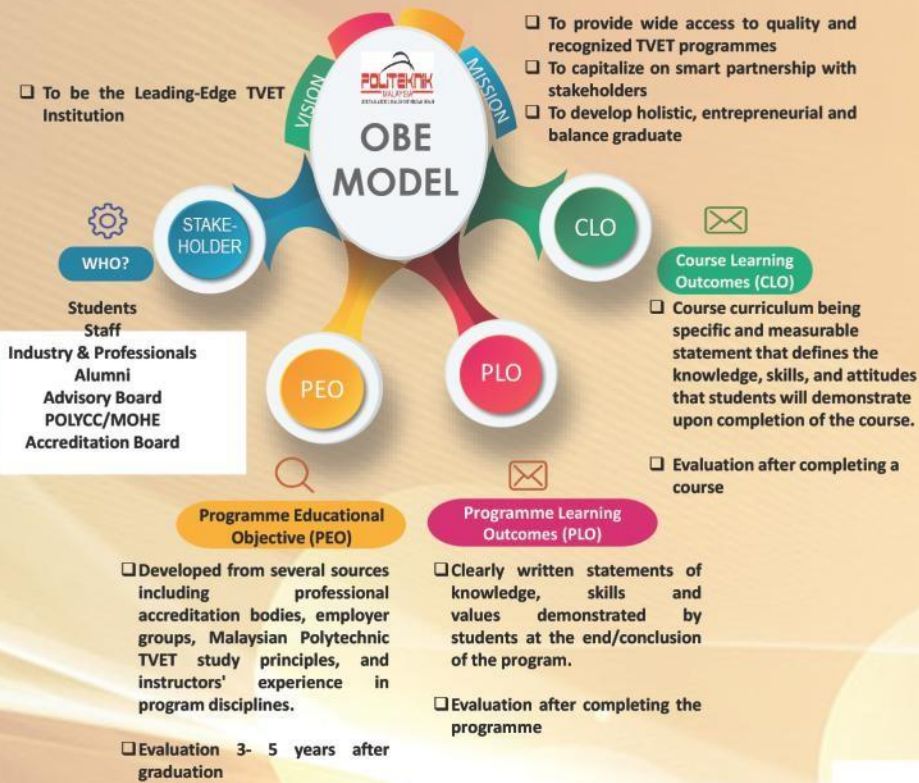 ❑ To be the Leading-Edge TVET
Institution
VISION
POLITEKNIK
MALAYSIA
OBE
MODEL
MISSION
❑ To provide wide access to quality and
recognized TVET programmes
❑ To capitalize on smart partnership with
stakeholders
❑ To develop holistic, entrepreneurial and
balance graduate
STAKE-
HOLDER
WHO?
Students
Staff
Industry & Professionals
Alumni
Advisory Board
POLYCC/MOHE
Accreditation Board
PEO
PLO
CLO
Course Learning
Outcomes (CLO)
❑ Course curriculum being
specific and measurable
statement that defines the
knowledge, skills, and attitudes
that students will demonstrate
upon completion of the course.
❑ Evaluation after completing a
course
Programme Educational
Objective (PEO)
❑ Developed from several sources
including professional
accreditation bodies, employer
groups, Malaysian Polytechnic
TVET study principles, and
instructors' experience in
program disciplines.
❑ Evaluation 3- 5 years after
graduation
Programme Learning
Outcomes (PLO)
❑ Clearly written statements of
knowledge, skills and
values demonstrated by
students at the end/conclusion
of the program.
❑ Evaluation after completing the
programme